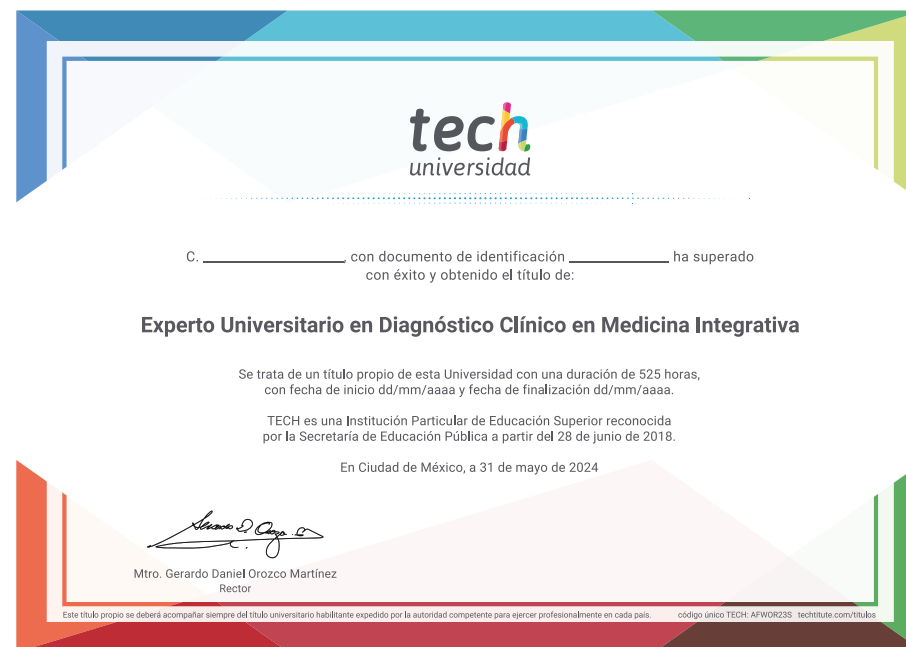 tech
universidad
C. ____________, con documento de identificación ____________ ha superado
con éxito y obtenido el título de:
Experto Universitario en Diagnóstico Clínico en Medicina Integrativa
Se trata de un título propio de esta Universidad con una duración de 525 horas,
con fecha de inicio dd/mm/aaaa y fecha de finalización dd/mm/aaaa.
TECH es una Institución Particular de Educación Superior reconocida
por la Secretaría de Educación Pública a partir del 28 de junio de 2018.
En Ciudad de México, a 31 de mayo de 2024
Mtro. Gerardo Daniel Orozco Martínez
Rector
Este título propio se deberá acompañar siempre del título universitario habilitante expedido por la autoridad competente para ejercer profesionalmente en cada país. código único TECH: AFWOR23S techtitute.com/titulos